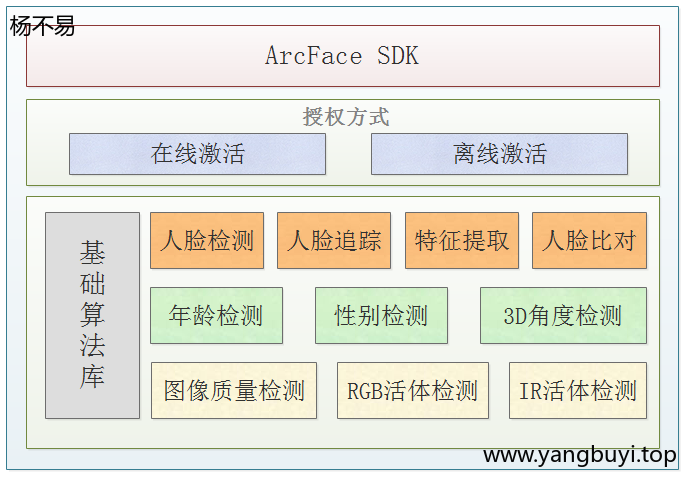 杨不易
ArcFace SDK
授权方式
在线激活
离线激活
基础算法库
人脸检测
人脸追踪
特征提取
人脸比对
年龄检测
性别检测
3D角度检测
图像质量检测
RGB活体检测
IR活体检测
www.yangbuyi.top